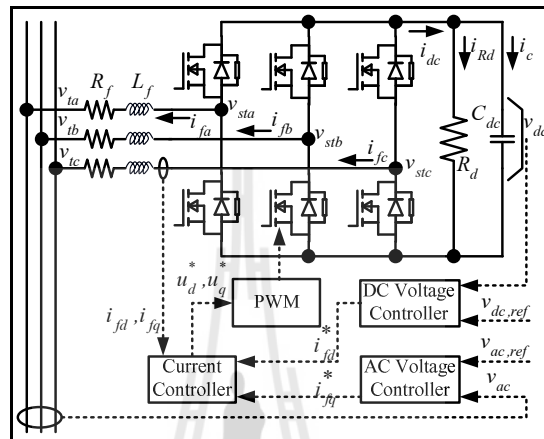 i_dc
i_Rd
i_c
v_ta
R_f
L_f
v_sta
i_fa
v_tb
i_fb
v_stb
v_tc
i_fc
v_stc
C_dc
v_dc
R_d
u_d^*, u_q^*
PWM
i_fd, i_fq
i_fd^*
DC Voltage
Controller
v_dc,ref
Current
Controller
i_fq^*
AC Voltage
Controller
v_ac,ref
v_ac